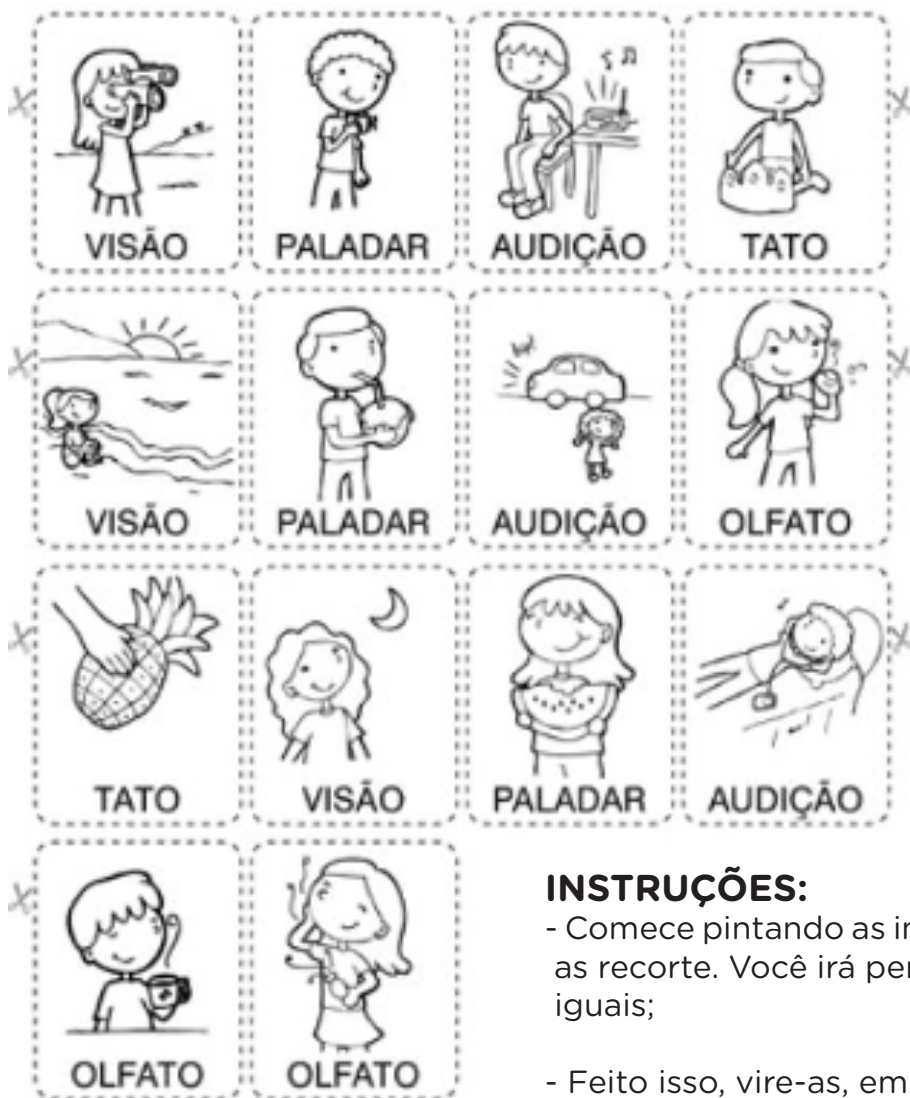 VISÃO PALADAR AUDIÇÃO TATO
VISÃO PALADAR AUDIÇÃO OLFATO
TATO VISÃO PALADAR AUDIÇÃO
OLFATO OLFATO
INSTRUÇÕES:
- Comece pintando as
as recorte. Você irá
iguais;
- Feito isso, vire-as, em